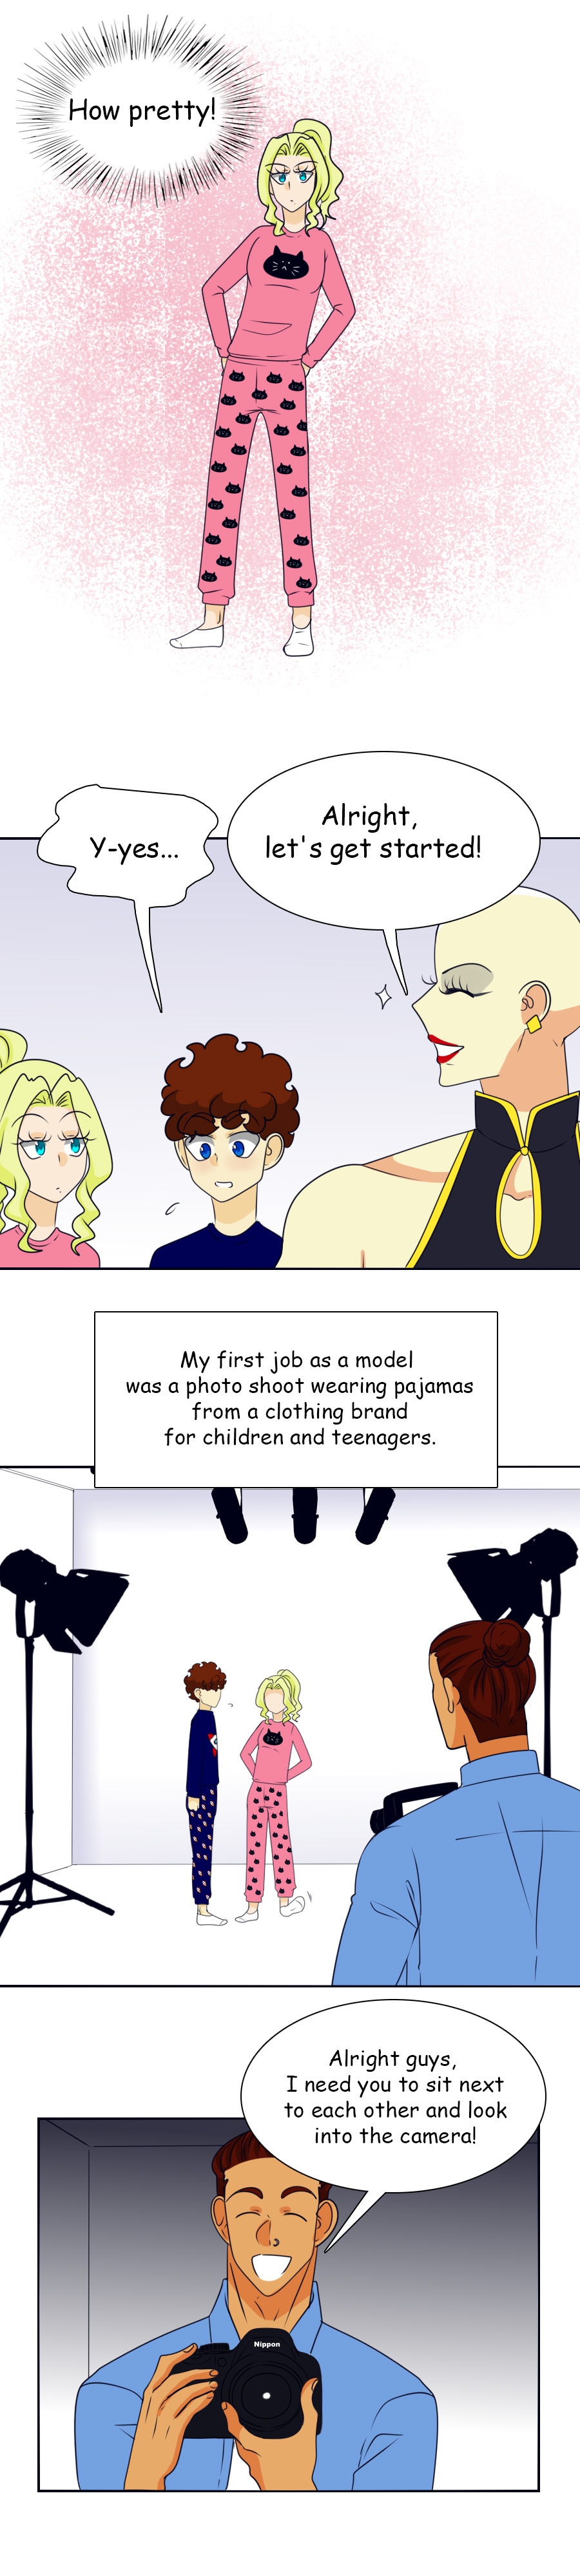 How pretty!
Alright,
let's get started!
Y-yes...
My first job as a model
was a photo shoot wearing pajamas
from a clothing brand
for children and teenagers.
Alright guys,
I need you to sit next
to each other and look
into the camera!
Nippon